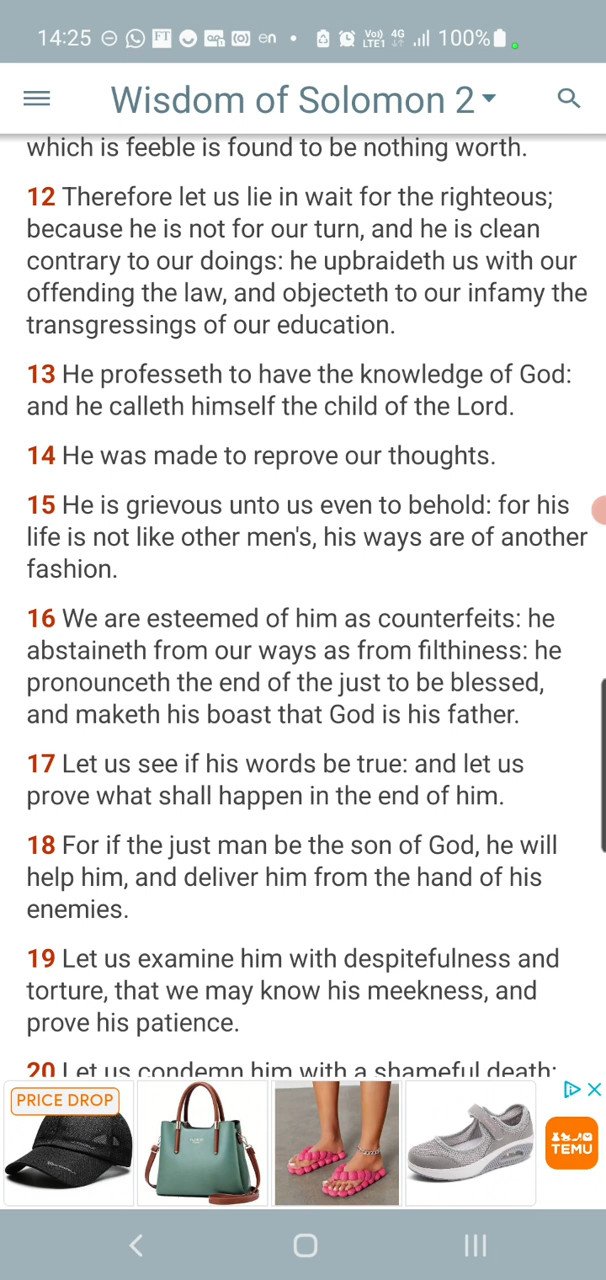 14:25 FT en • Vo) LTE1 4G 100%
Wisdom of Solomon 2
which is feeble is found to be nothing worth.
12 Therefore let us lie in wait for the righteous;
because he is not for our turn, and he is clean
contrary to our doings: he upbraideth us with our
offending the law, and objecteth to our infamy the
transgressings of our education.
13 He professeth to have the knowledge of God:
and he calleth himself the child of the Lord.
14 He was made to reprove our thoughts.
15 He is grievous unto us even to behold: for his
life is not like other men's, his ways are of another
fashion.
16 We are esteemed of him as counterfeits: he
abstaineth from our ways as from filthiness: he
pronounceth the end of the just to be blessed,
and maketh his boast that God is his father.
17 Let us see if his words be true: and let us
prove what shall happen in the end of him.
18 For if the just man be the son of God, he will
help him, and deliver him from the hand of his
enemies.
19 Let us examine him with despitefulness and
torture, that we may know his meekness, and
prove his patience.
20 Let us condemn him with a shameful death:
PRICE DROP
TEMU